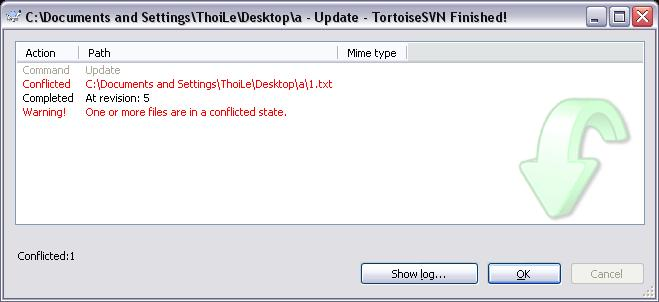 C:\Documents and Settings\ThoiLe\Desktop\a - Update - TortoiseSVN Finished!
Action Path Mime type
Command Update
Conflicted C:\Documents and Settings\ThoiLe\Desktop\a\1.txt
Completed At revision: 5
Warning! One or more files are in a conflicted state.
Conflicted:1
Show log... OK Cancel